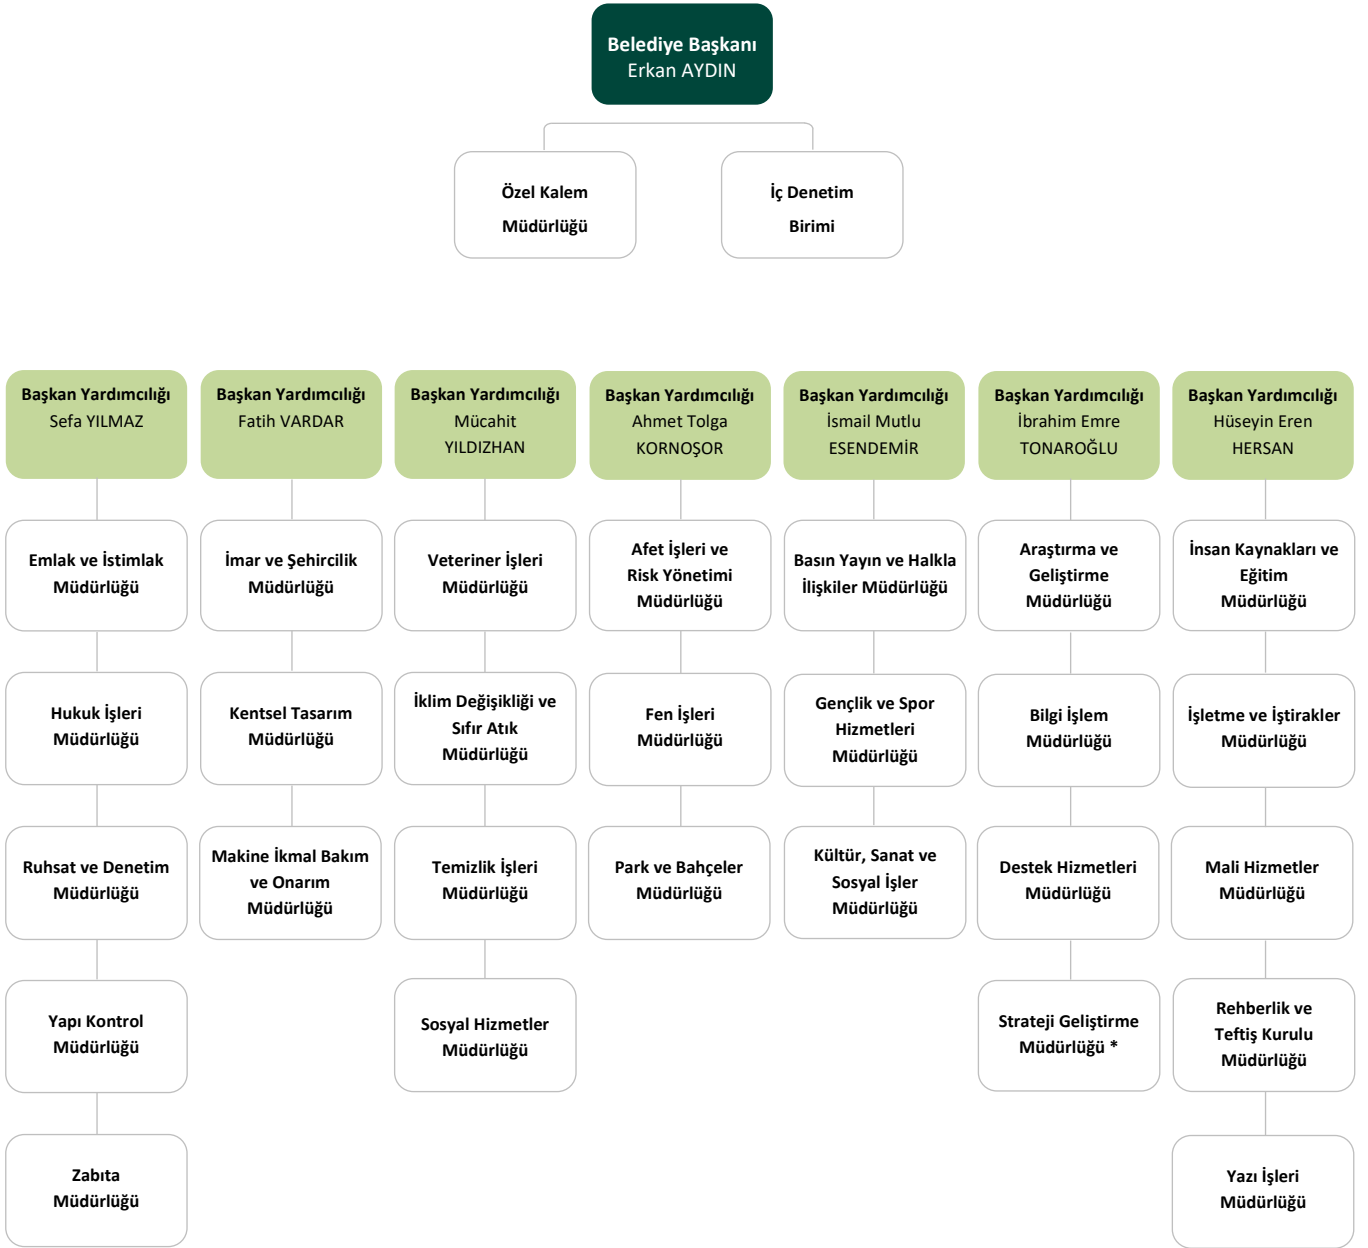 Belediye Başkanı
Erkan AYDIN
Özel Kalem
Müdürlüğü
İç Denetim
Birimi
Başkan Yardımcılığı
Sefa YILMAZ
Başkan Yardımcılığı
Fatih VARDAR
Başkan Yardımcılığı
Mücahit
YILDIZHAN
Başkan Yardımcılığı
Ahmet Tolga
KORNOŞOR
Başkan Yardımcılığı
İsmail Mutlu
ESENDEMİR
Başkan Yardımcılığı
İbrahim Emre
TONAROĞLU
Başkan Yardımcılığı
Hüseyin Eren
HERSAN
Emlak ve İstimlak
Müdürlüğü
İmar ve Şehircilik
Müdürlüğü
Veteriner İşleri
Müdürlüğü
Afet İşleri ve
Risk Yönetimi
Müdürlüğü
Basın Yayın ve Halkla
İlişkiler Müdürlüğü
Araştırma ve
Geliştirme
Müdürlüğü
İnsan Kaynakları ve
Eğitim
Müdürlüğü
Hukuk İşleri
Müdürlüğü
Kentsel Tasarım
Müdürlüğü
İklim Değişikliği ve
Sıfır Atık
Müdürlüğü
Fen İşleri
Müdürlüğü
Gençlik ve Spor
Hizmetleri
Müdürlüğü
Bilgi İşlem
Müdürlüğü
İşletme ve İştirakler
Müdürlüğü
Ruhsat ve Denetim
Müdürlüğü
Makine İkmal Bakım
ve Onarım
Müdürlüğü
Temizlik İşleri
Müdürlüğü
Park ve Bahçeler
Müdürlüğü
Kültür, Sanat ve
Sosyal İşler
Müdürlüğü
Destek Hizmetleri
Müdürlüğü
Mali Hizmetler
Müdürlüğü
Yapı Kontrol
Müdürlüğü
Sosyal Hizmetler
Müdürlüğü
Strateji Geliştirme
Müdürlüğü *
Rehberlik ve
Teftiş Kurulu
Müdürlüğü
Zabıta
Müdürlüğü
Yazı İşleri
Müdürlüğü